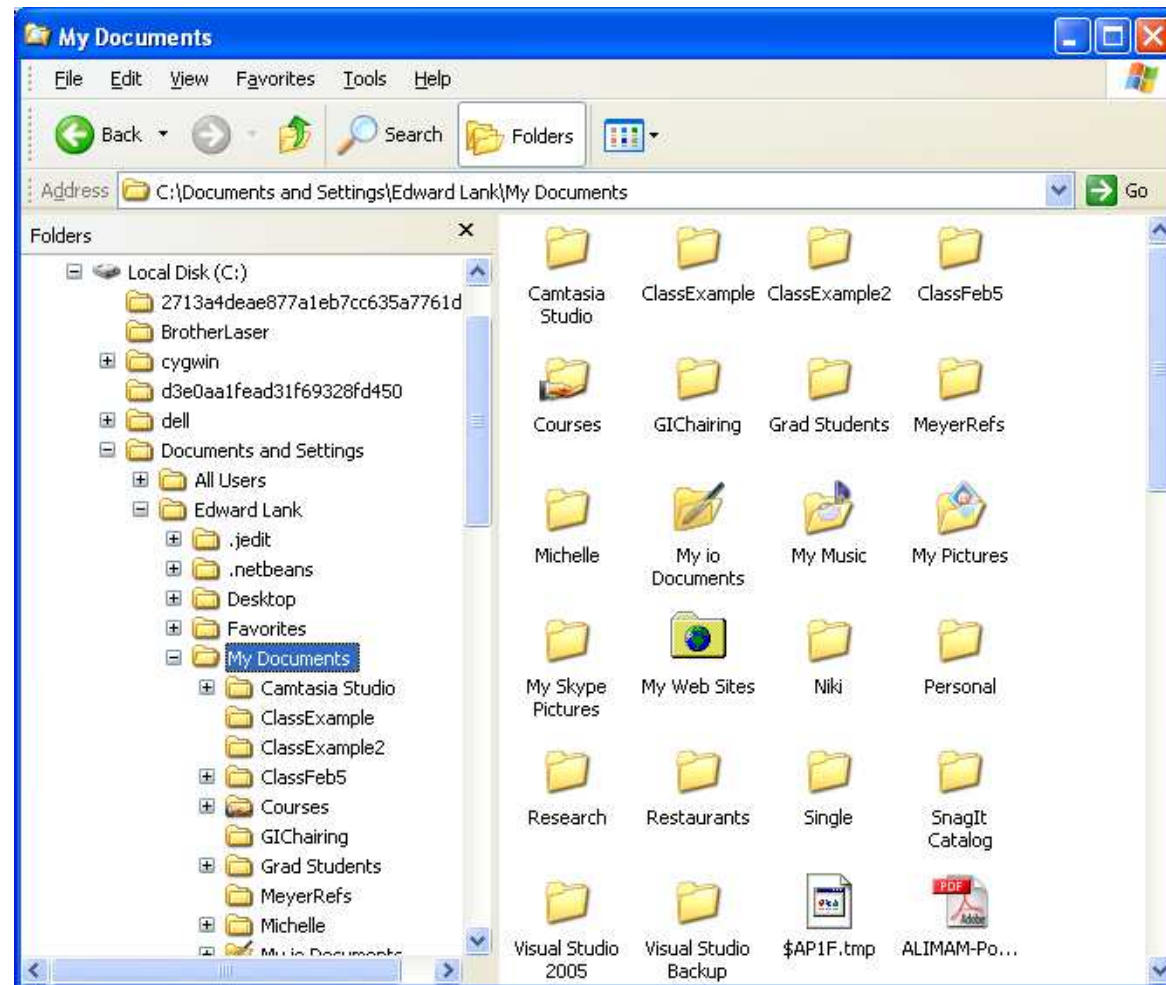 My Documents
File Edit View Favorites Tools Help
Back Search Folders
Address C:\Documents and Settings\Edward Lank\My Documents Go
Folders
Local Disk (C:)
2713a4deae877a1eb7cc635a7761d
BrotherLaser
cygwin
d3e0aa1fead31f69328fd450
dell
Documents and Settings
All Users
Edward Lank
.jedit
.netbeans
Desktop
Favorites
My Documents
Camtasia Studio
ClassExample
ClassExample2
ClassFeb5
Courses
GIChairing
Grad Students
MeyerRefs
Michelle
My io Documents
Camtasia Studio
ClassExample
ClassExample2
ClassFeb5
Courses
GIChairing
Grad Students
MeyerRefs
Michelle
My io
Documents
My Music
My Pictures
My Skype
Pictures
My Web Sites
Niki
Personal
Research
Restaurants
Single
SnagIt
Catalog
Visual Studio
2005
Visual Studio
Backup
$AP1F.tmp
PDF
Adobe
ALIMAM-Po...